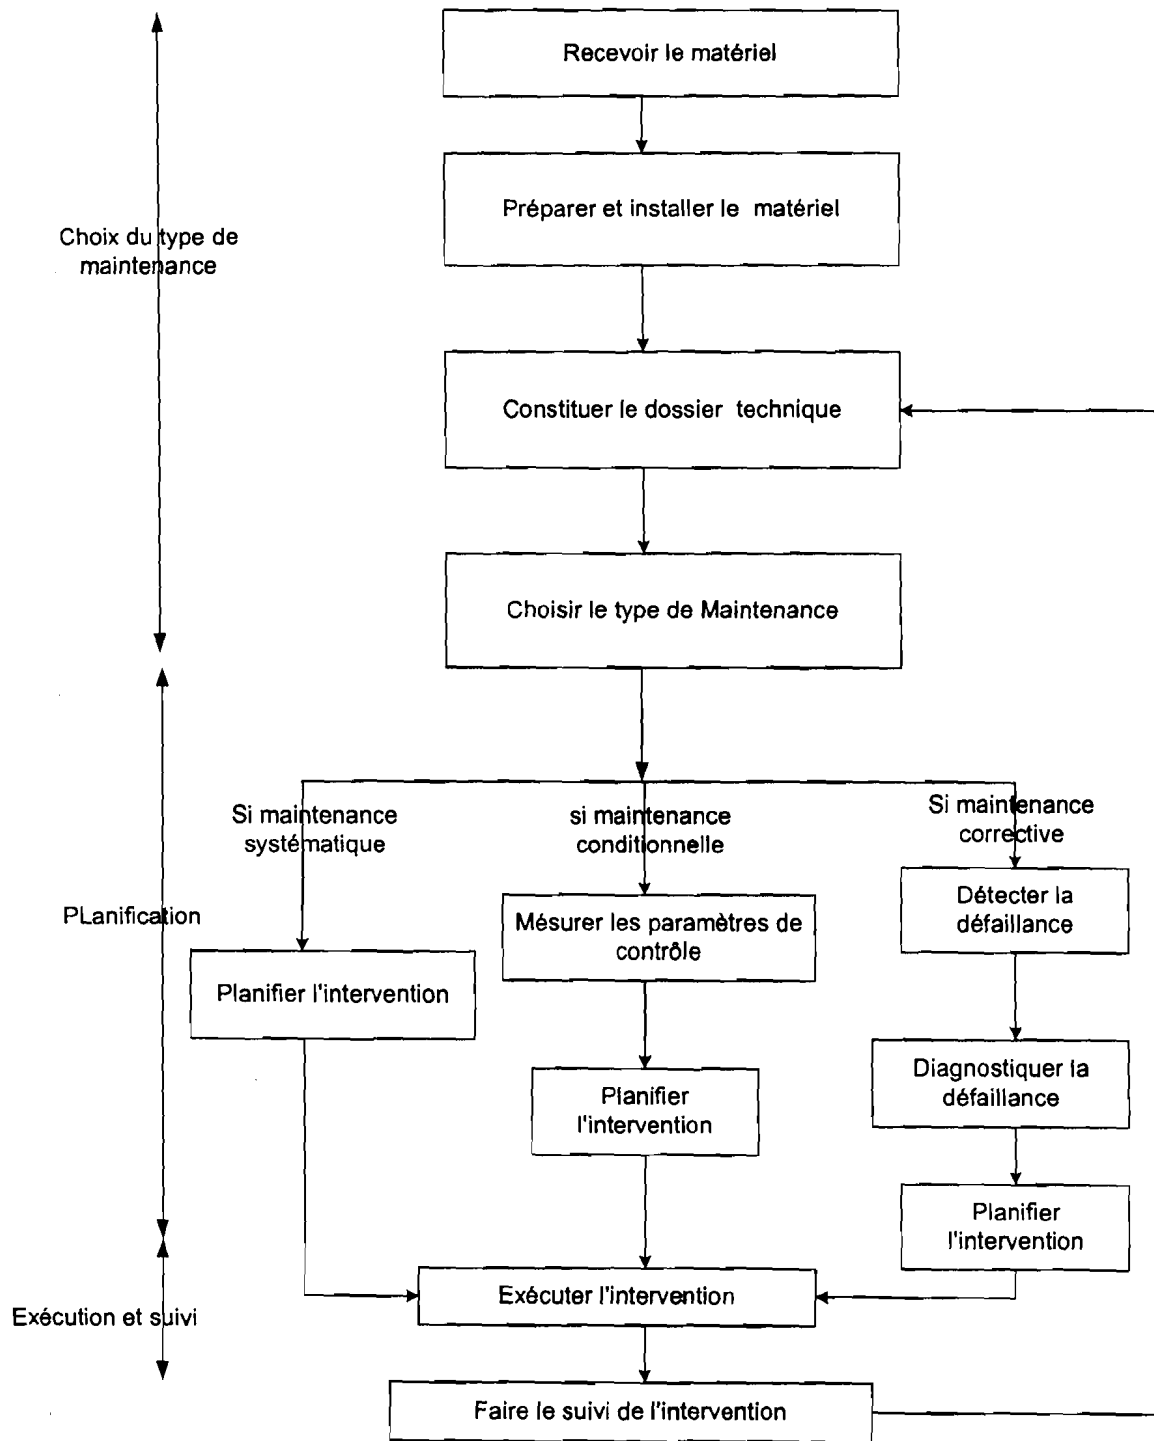 Recevoir le matériel
Préparer et installer le matériel
Choix du type de
maintenance
Constituer le dossier technique
Choisir le type de Maintenance
Si maintenance
systématique
si maintenance
conditionnelle
Si maintenance
corrective
PLanification
Planifier l'intervention
Mésurer les paramètres de
contrôle
Planifier
l'intervention
Détecter la
défaillance
Diagnostiquer la
défaillance
Planifier
l'intervention
Exécution et suivi
Exécuter l'intervention
Faire le suivi de l'intervention